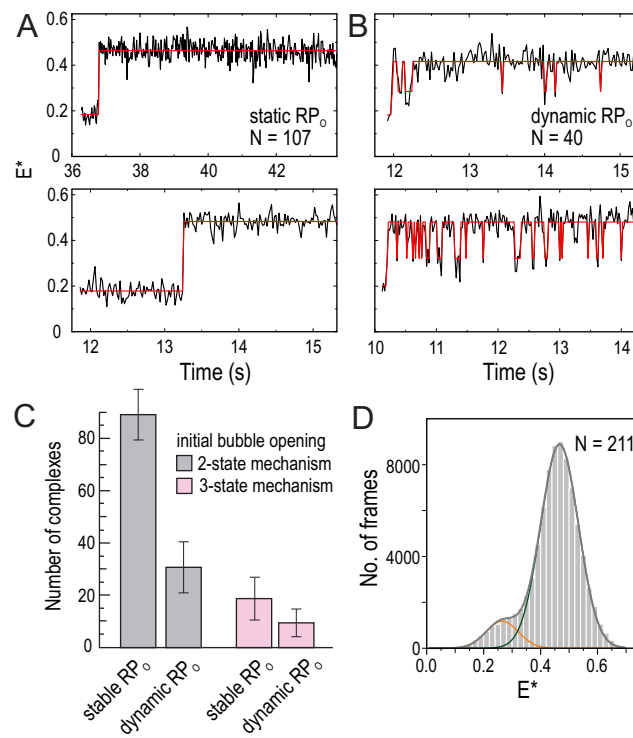 A
B
0.6
0.4
0.2
0
static RPO
N = 107
dynamic RPO
N = 40
36 38 40 42
12 13 14 15
E*
0.6
0.4
0.2
0
12 13 14 15
10 11 12 13 14
Time (s)
Time (s)
C
D
Number of complexes
80
60
40
20
0
initial bubble opening
2-state mechanism
3-state mechanism
stable RPO
dynamic RPO
stable RPO
dynamic RPO
No. of frames
8000
4000
0
N = 211
0.0 0.2 0.4 0.6
E*